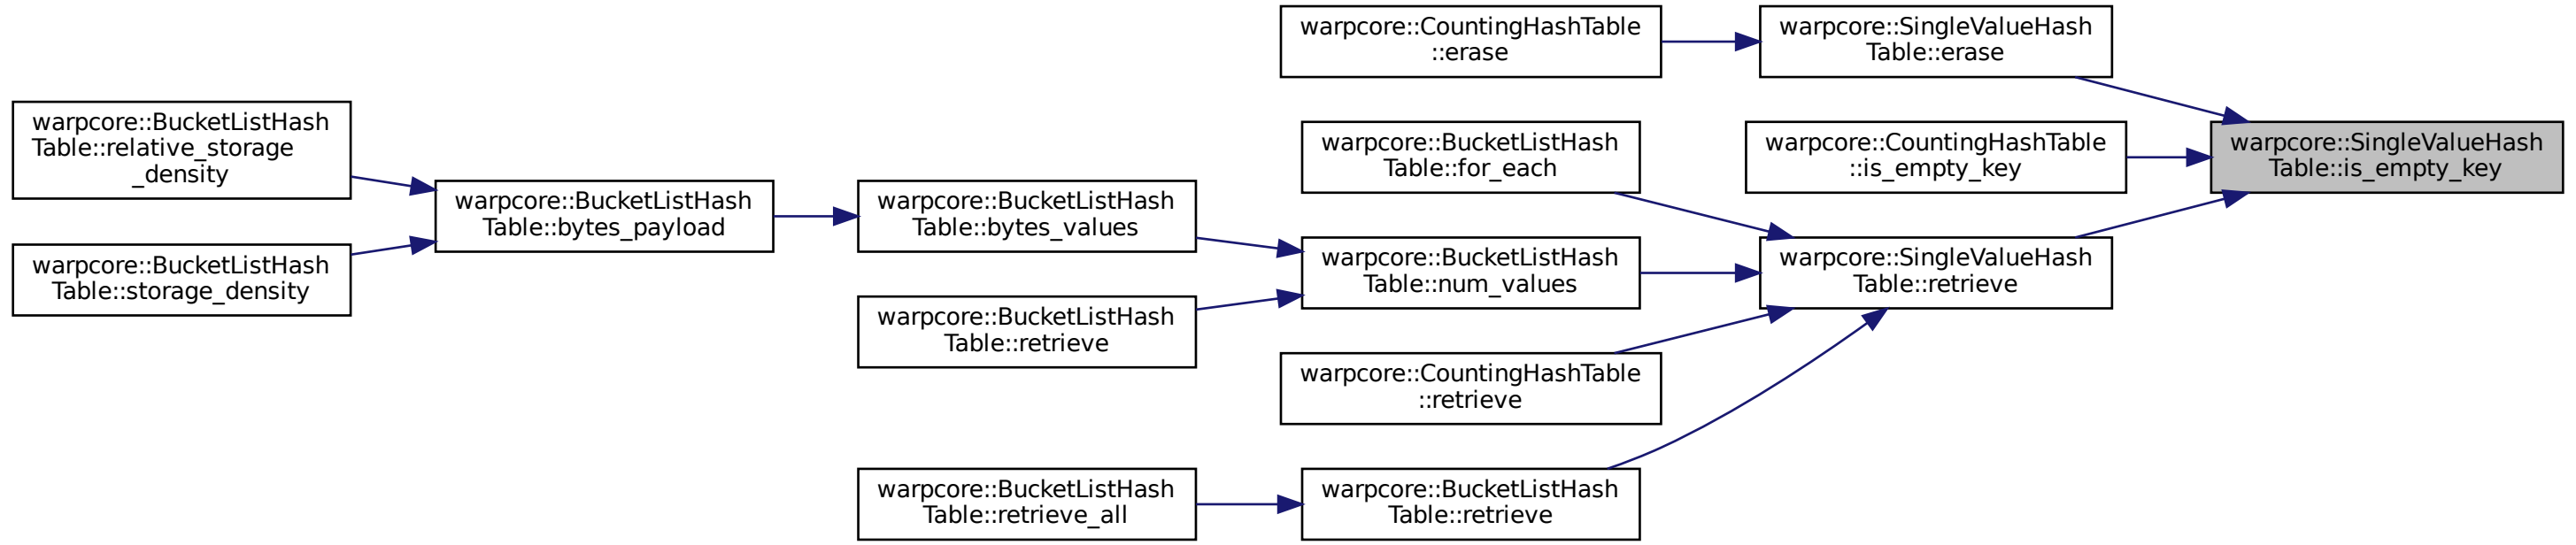 warpcore::BucketListHash
Table::relative_storage
_density
warpcore::BucketListHash
Table::storage_density
warpcore::BucketListHash
Table::bytes_payload
warpcore::BucketListHash
Table::bytes_values
warpcore::BucketListHash
Table::retrieve
warpcore::BucketListHash
Table::retrieve_all
warpcore::CountingHashTable
::erase
warpcore::BucketListHash
Table::for_each
warpcore::BucketListHash
Table::num_values
warpcore::CountingHashTable
::retrieve
warpcore::BucketListHash
Table::retrieve
warpcore::SingleValueHash
Table::erase
warpcore::CountingHashTable
::is_empty_key
warpcore::SingleValueHash
Table::retrieve
warpcore::SingleValueHash
Table::is_empty_key